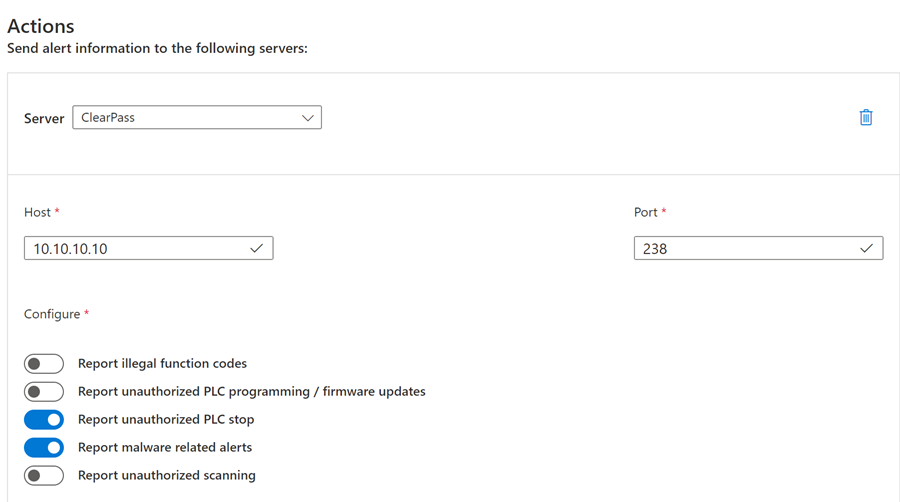 Actions
Send alert information to the following servers:
Server ClearPass
Host *
Port *
10.10.10.10
238
Configure *
Report illegal function codes
Report unauthorized PLC programming / firmware updates
Report unauthorized PLC stop
Report malware related alerts
Report unauthorized scanning